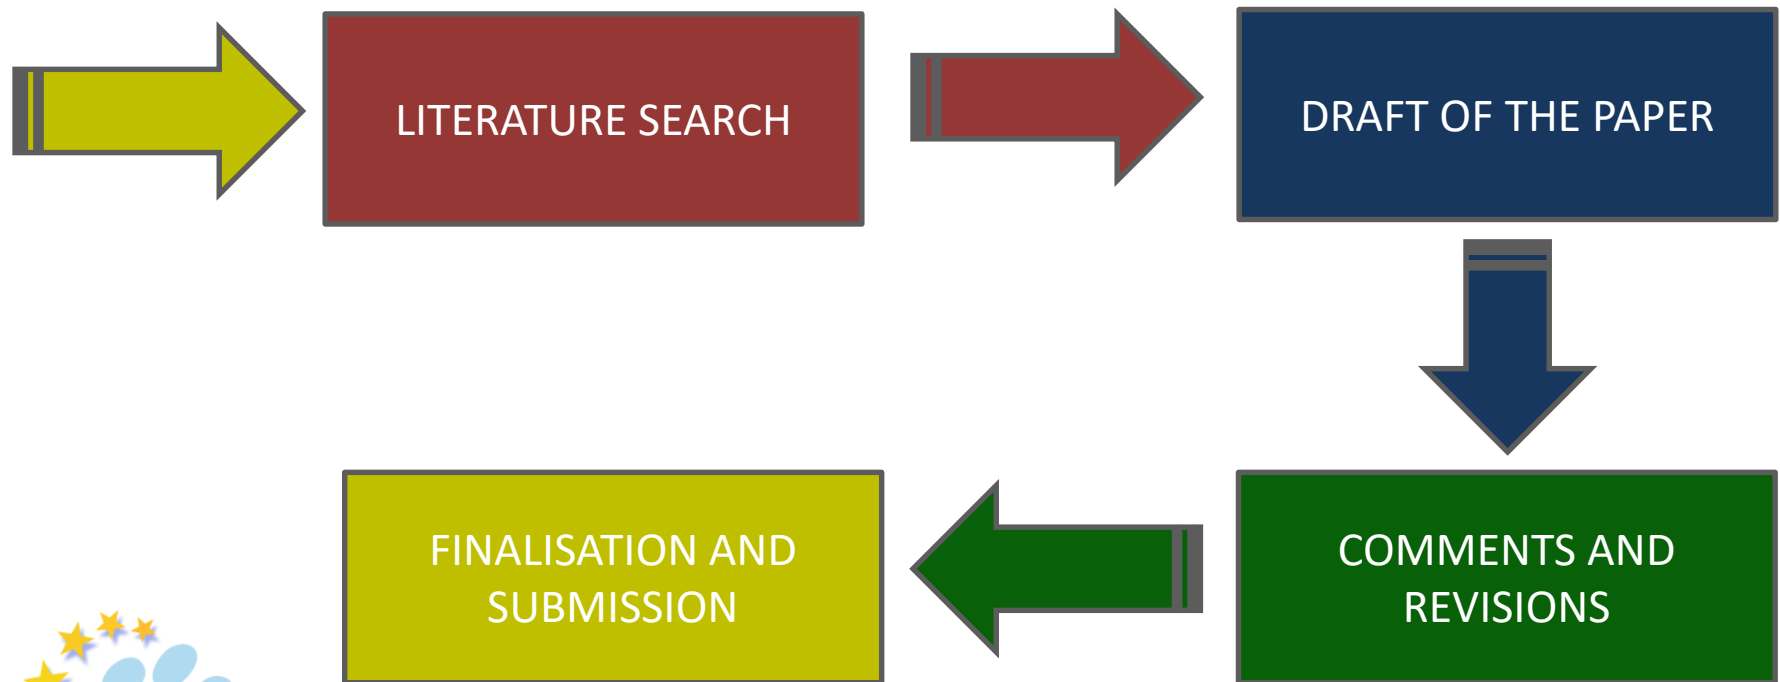 LITERATURE SEARCH
DRAFT OF THE PAPER
COMMENTS AND
REVISIONS
FINALISATION AND
SUBMISSION